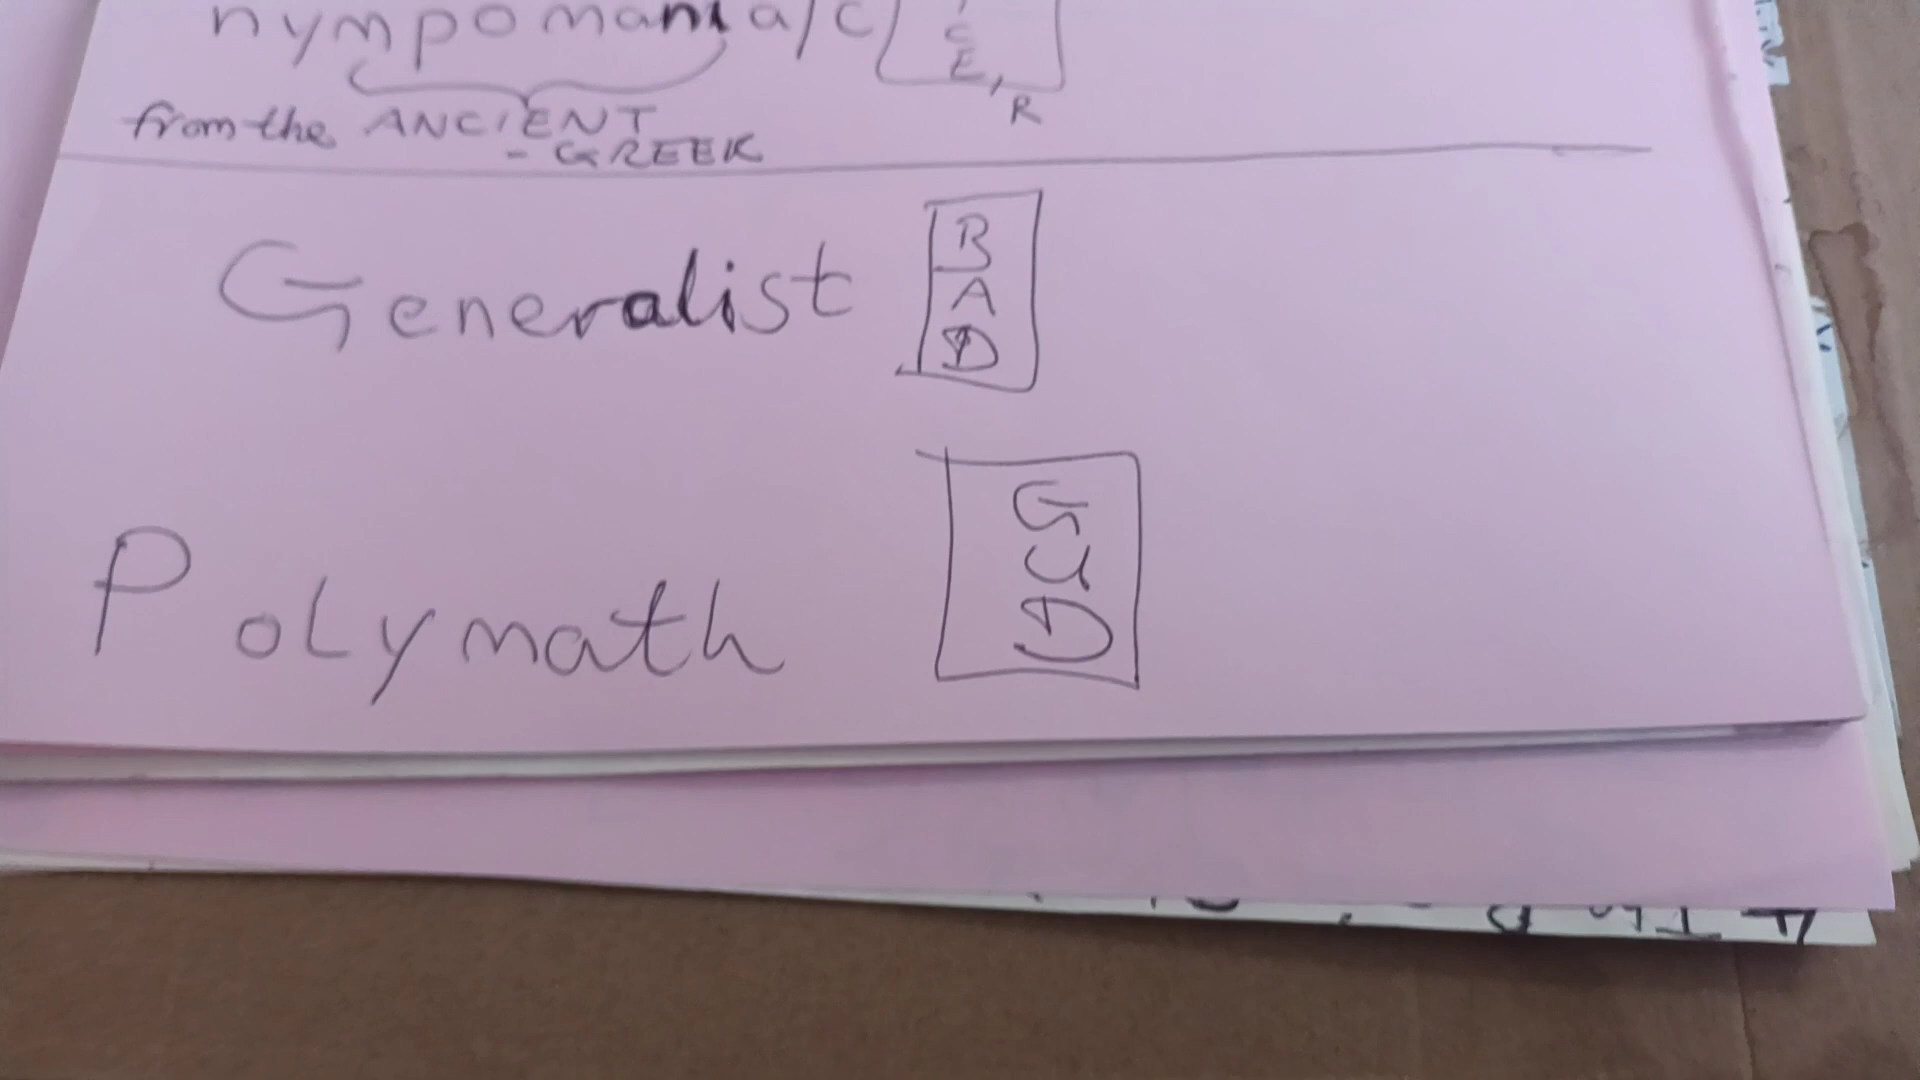 nympomania/c
C
E,
R
from the ANCIENT
- GREEK
Generalist
B
A
D
Polymath
G
U
D